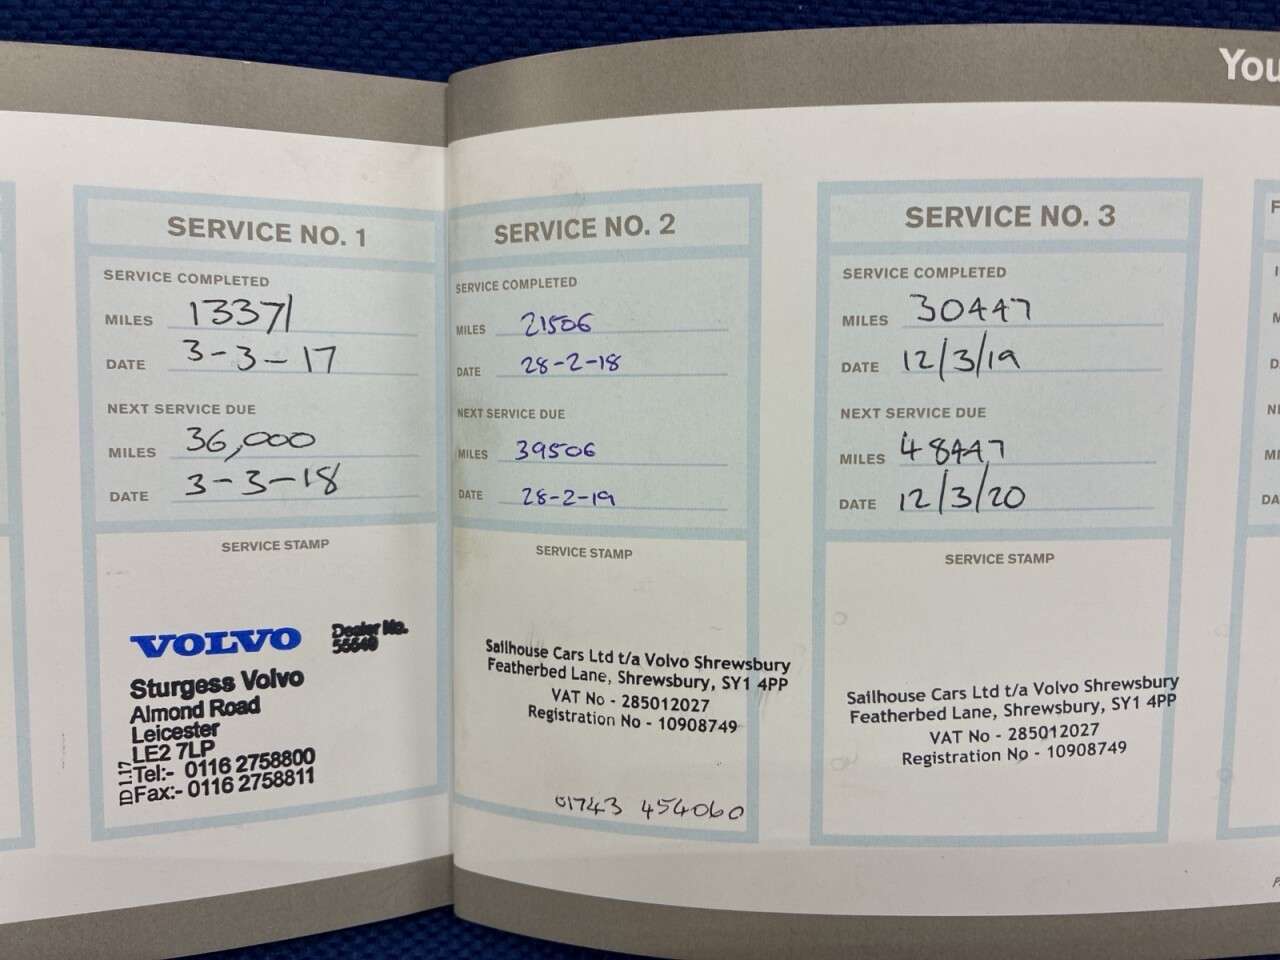 You
SERVICE NO. 1
SERVICE COMPLETED
MILES 13371
DATE 3-3-17
NEXT SERVICE DUE
MILES 36,000
DATE 3-3-18
SERVICE STAMP
VOLVO
Dealer No.
Sturgess Volvo
Almond Road
Leicester
LE2 7LP
Tel:- 0116 2758800
Fax:- 0116 2758811
ID 1.17
SERVICE NO. 2
SERVICE COMPLETED
MILES 21506
DATE 28-2-18
NEXT SERVICE DUE
MILES 39506
DATE 28-2-19
SERVICE STAMP
Sailhouse Cars Ltd t/a Volvo Shrewsbury
Featherbed Lane, Shrewsbury, SY1 4PP
VAT No - 285012027
Registration No - 10908749
01743 454060
SERVICE NO. 3
SERVICE COMPLETED
MILES 30447
DATE 12/3/19
NEXT SERVICE DUE
MILES 48447
DATE 12/3/20
SERVICE STAMP
Sailhouse Cars Ltd t/a Volvo Shrewsbury
Featherbed Lane, Shrewsbury, SY1 4PP
VAT No - 285012027
Registration No - 10908749